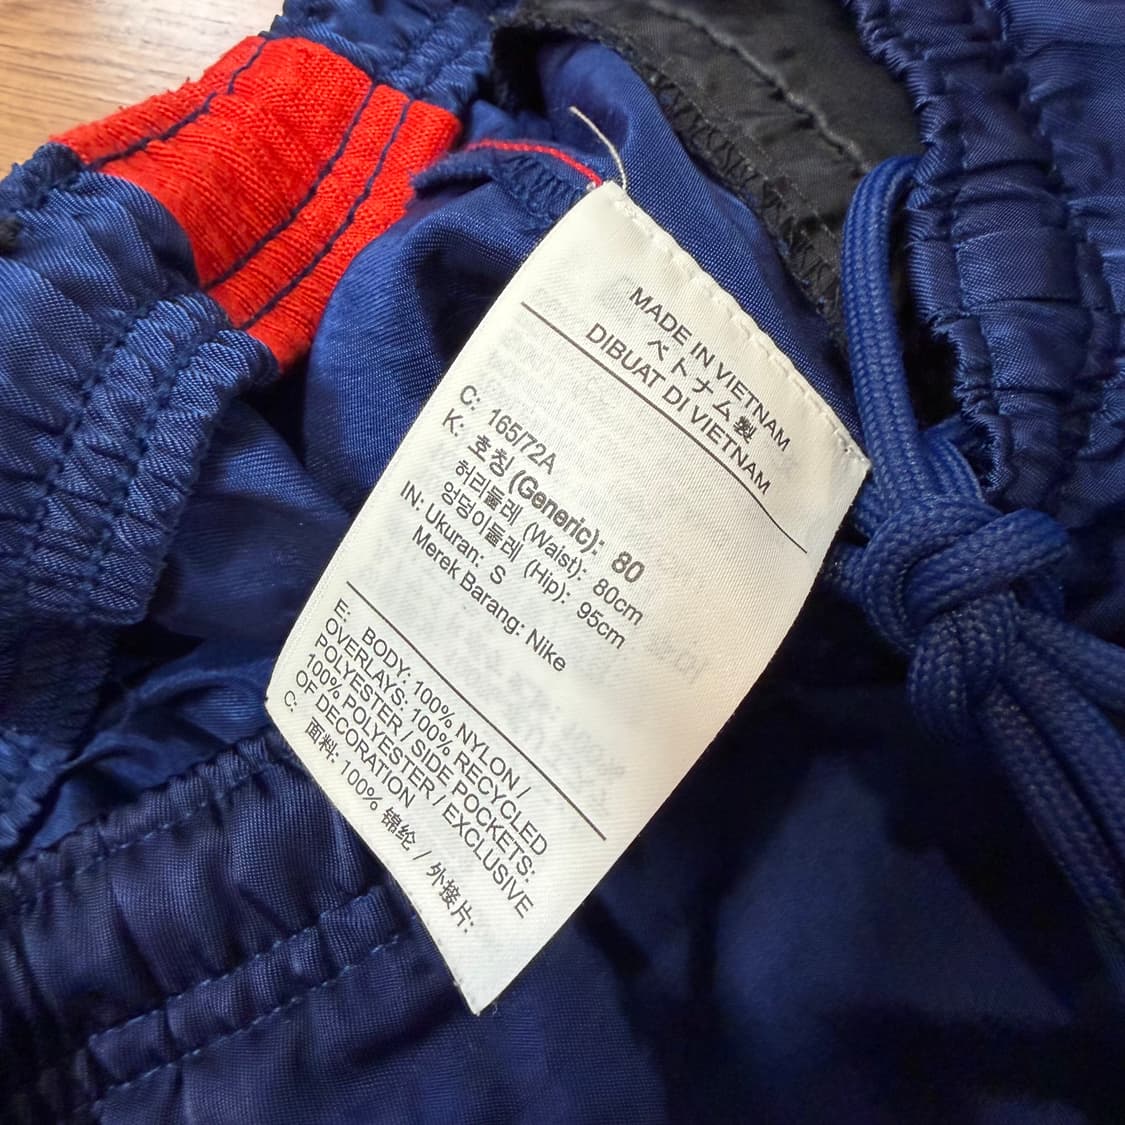 MADE IN VIETNAM
ベトナム製
DIBUAT DI VIETNAM
C: 165/72A
K: 호칭 (Generic): 80
허리둘레 (Waist): 80cm
엉덩이둘레 (Hip): 95cm
IN: Ukuran: S
Merek Barang: Nike
E: BODY: 100% NYLON /
OVERLAYS: 100% RECYCLED
POLYESTER / SIDE POCKETS:
100% POLYESTER / EXCLUSIVE
OF DECORATION
C: 面料: 100% 锦纶 / 外接片: